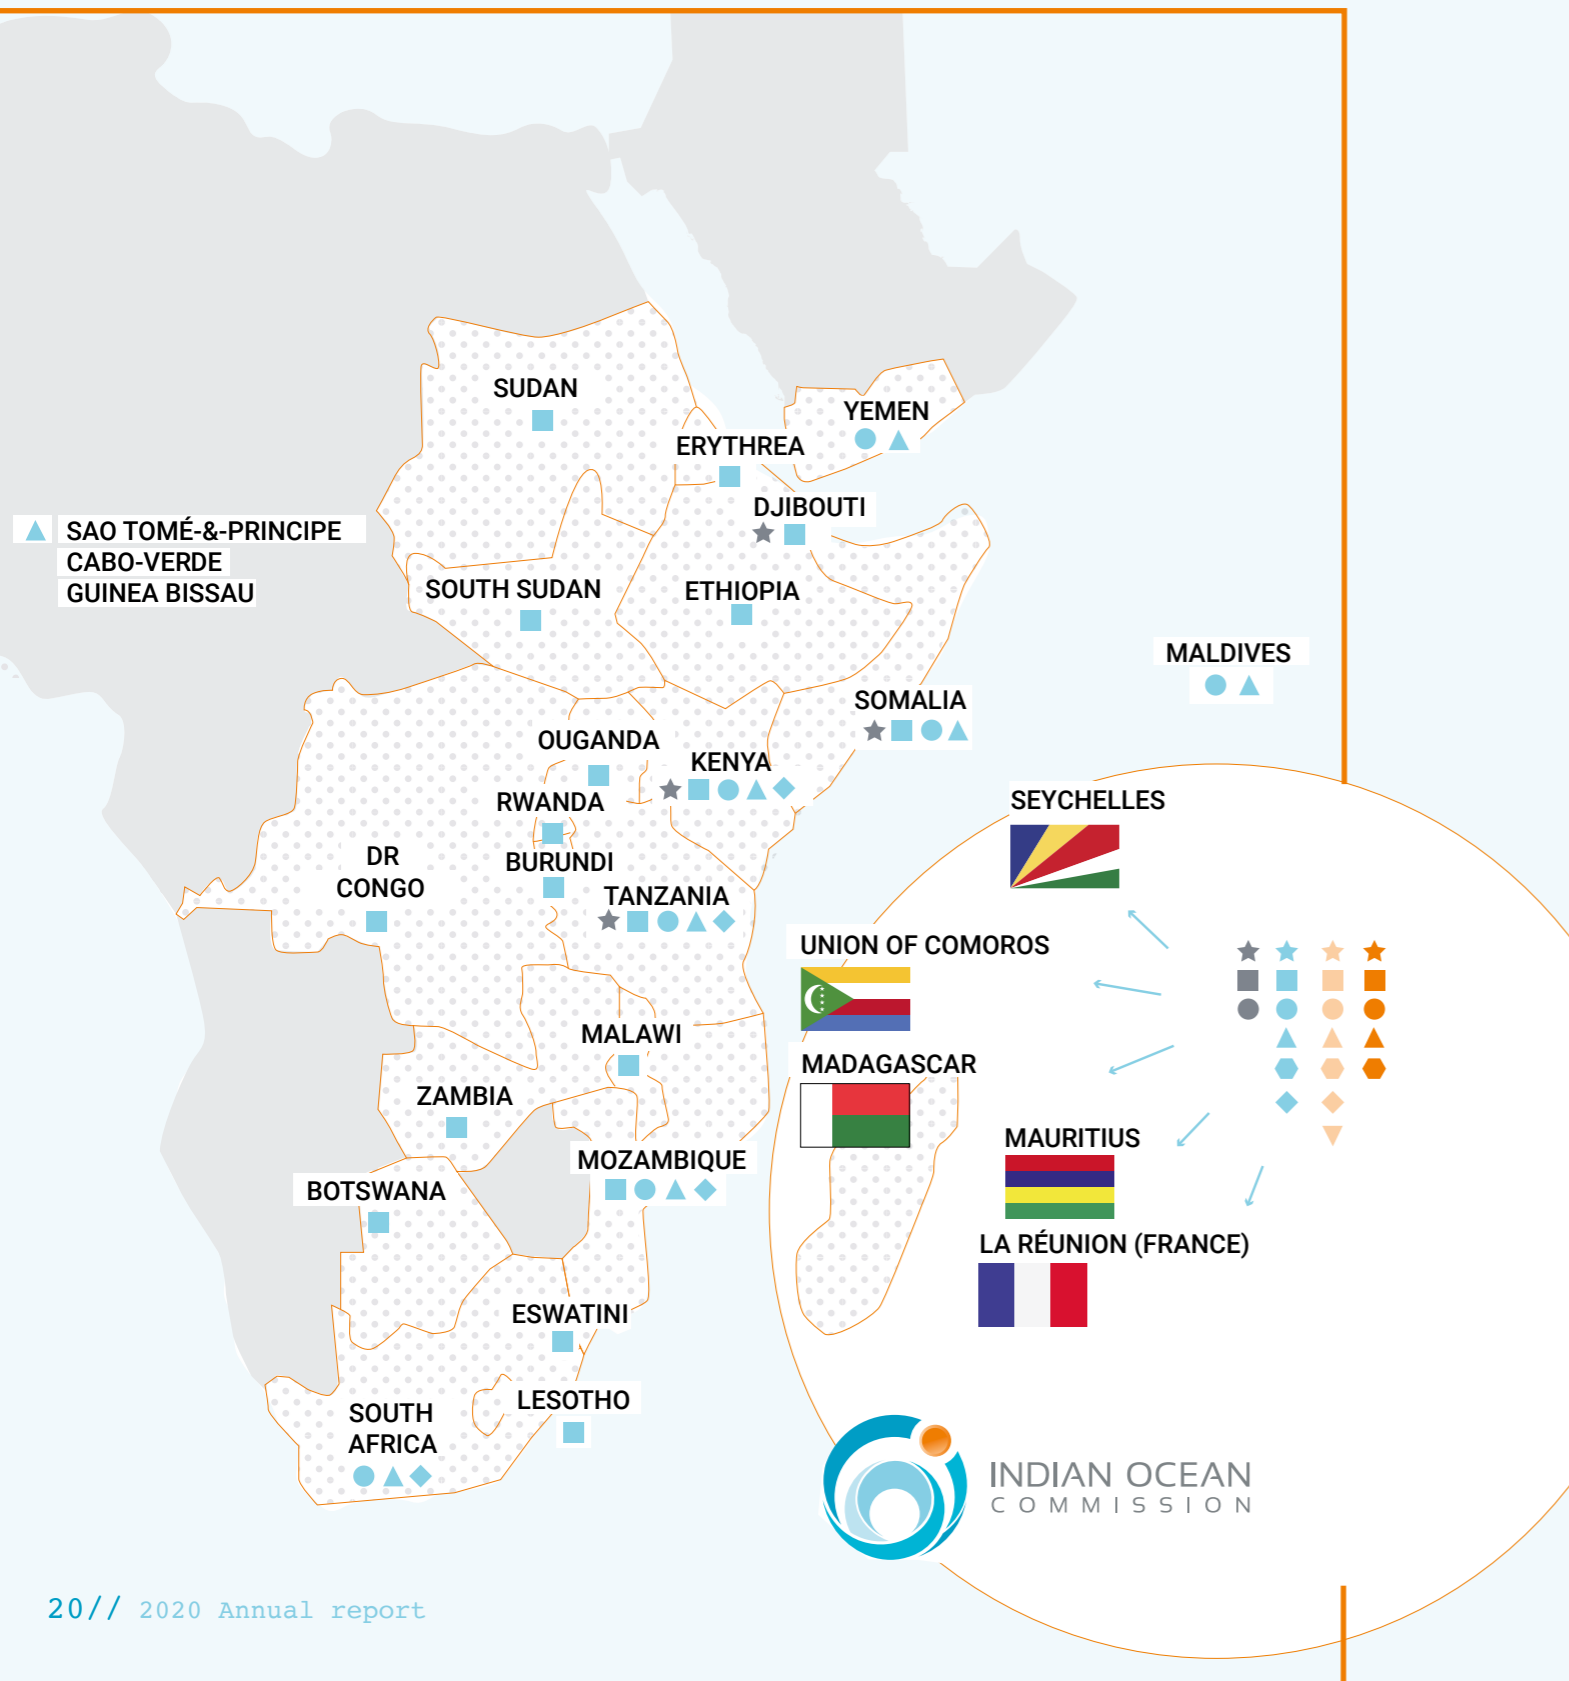 SUDAN
YEMEN
ERYTHREA
DJIBOUTI
SAO TOMÉ-&-PRINCIPE
CABO-VERDE
GUINEA BISSAU
SOUTH SUDAN
ETHIOPIA
MALDIVES
SOMALIA
OUGANDA
KENYA
RWANDA
SEYCHELLES
DR
CONGO
BURUNDI
TANZANIA
UNION OF COMOROS
MALAWI
MADAGASCAR
ZAMBIA
MAURITIUS
MOZAMBIQUE
BOTSWANA
LA RÉUNION (FRANCE)
ESWATINI
LESOTHO
SOUTH
AFRICA
INDIAN OCEAN
COMMISSION
20// 2020 Annual report